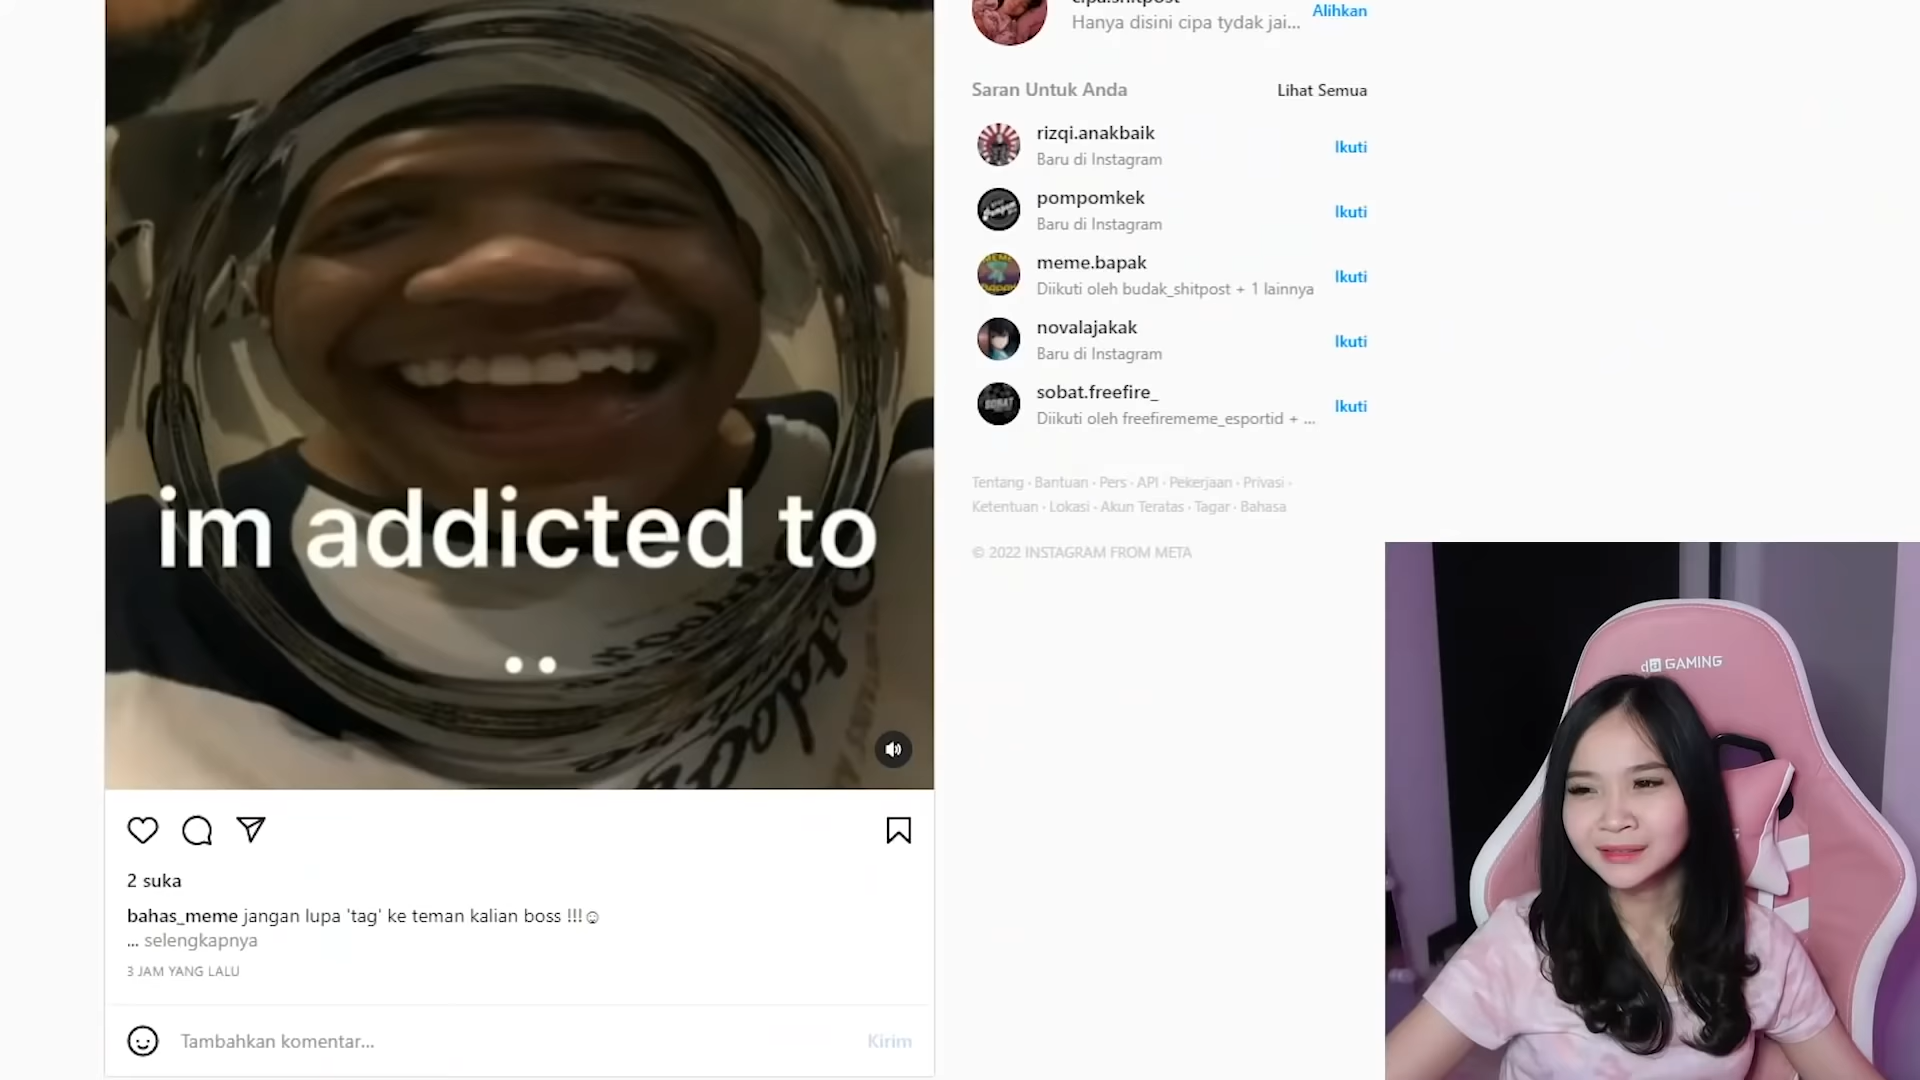 im addicted to
..
2 suka
bahas_meme jangan lupa 'tag' ke teman kalian boss !!!☺
... selengkapnya
3 JAM YANG LALU
Tambahkan komentar...
Kirim
Hanya disini cipa tydak jai...
Alihkan
Saran Untuk Anda
Lihat Semua
rizqi.anakbaik
Baru di Instagram
Ikuti
pompomkek
Baru di Instagram
Ikuti
meme.bapak
Diikuti oleh budak_shitpost + 1 lainnya
Ikuti
novalajakak
Baru di Instagram
Ikuti
sobat.freefire_
Diikuti oleh freefirememe_esportid + ...
Ikuti
Tentang · Bantuan · Pers · API · Pekerjaan · Privasi ·
Ketentuan · Lokasi · Akun Teratas · Tagar · Bahasa
© 2022 INSTAGRAM FROM META
da GAMING